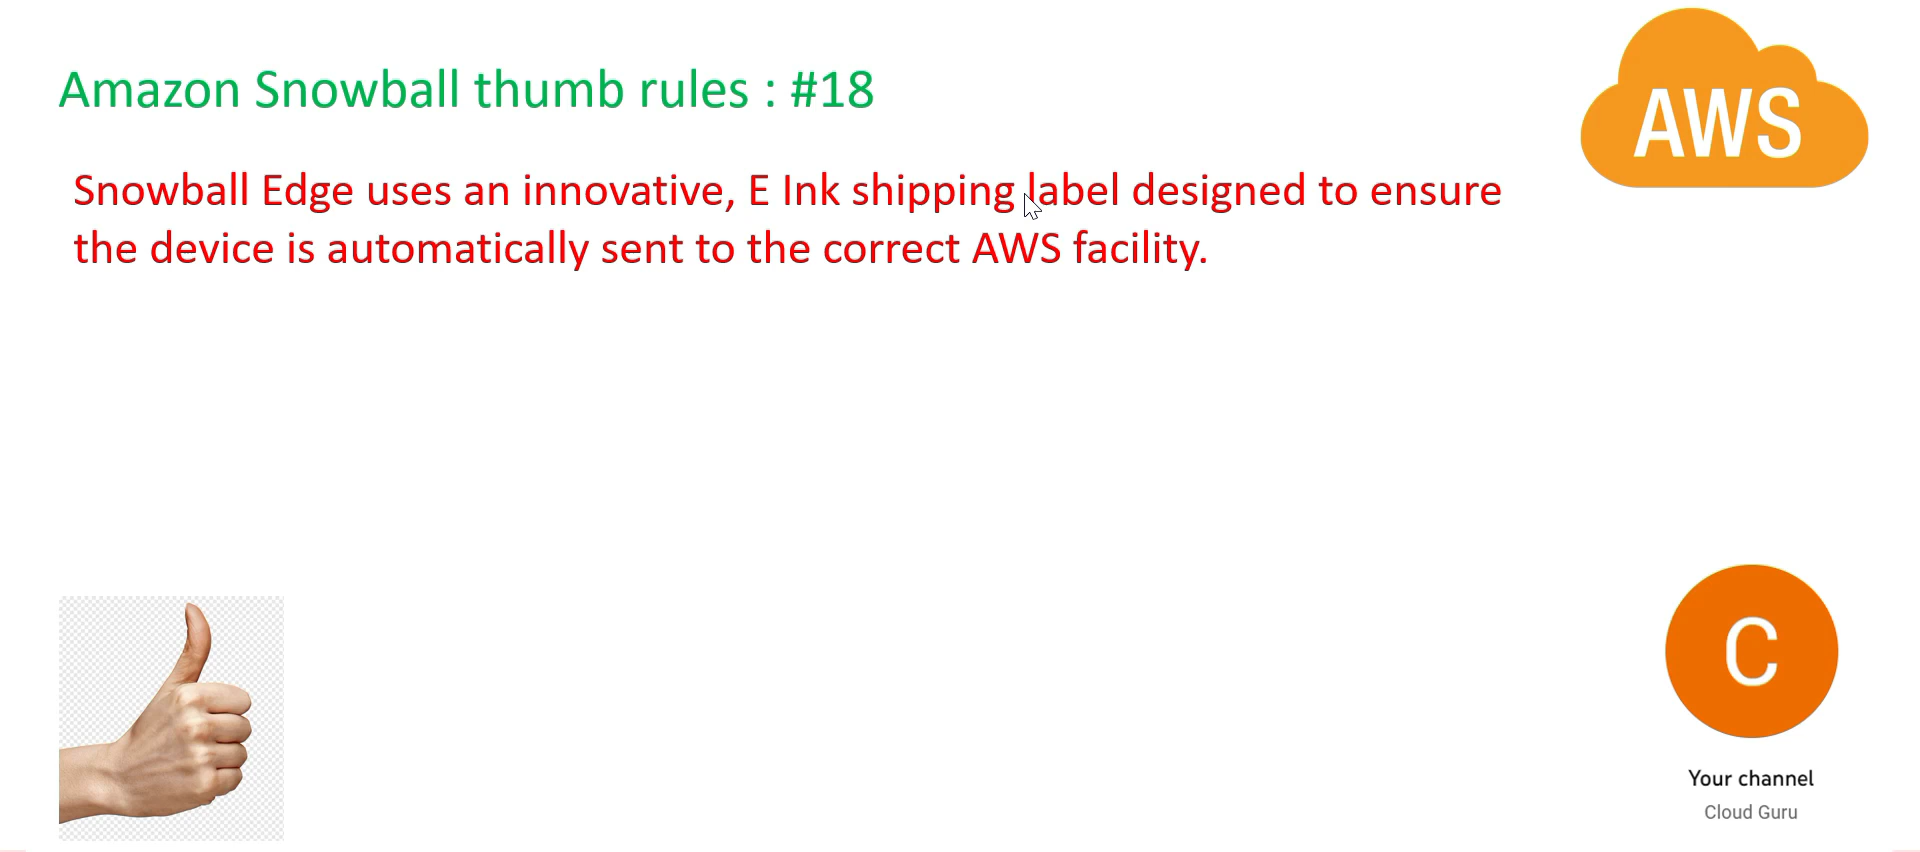 Amazon Snowball thumb rules : #18
AWS
Snowball Edge uses an innovative, E Ink shipping label designed to ensure
the device is automatically sent to the correct AWS facility.
C
Your channel
Cloud Guru